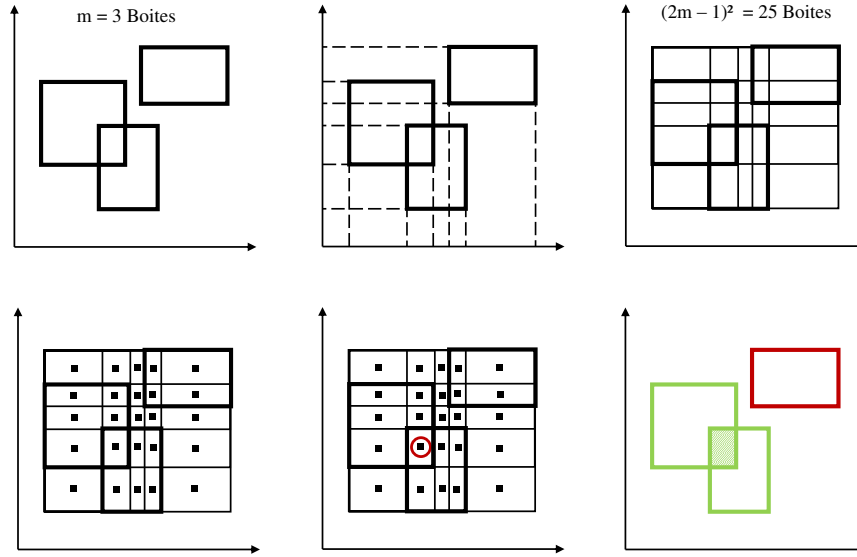 m = 3 Boites
(2m – 1)² = 25 Boites